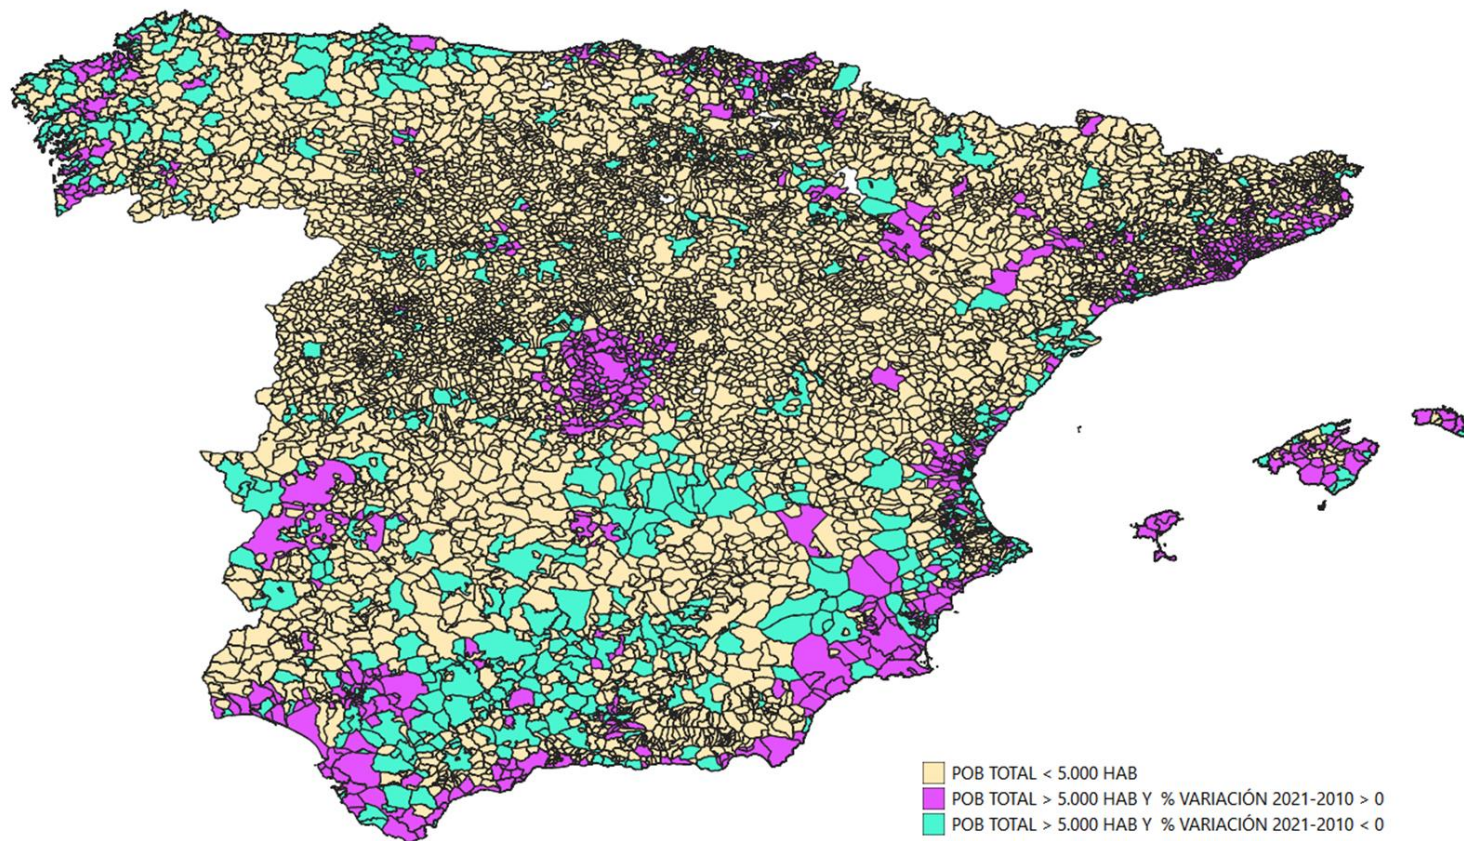 POB TOTAL < 5.000 HAB
POB TOTAL > 5.000 HAB Y % VARIACIÓN 2021-2010 > 0
POB TOTAL > 5.000 HAB Y % VARIACIÓN 2021-2010 < 0